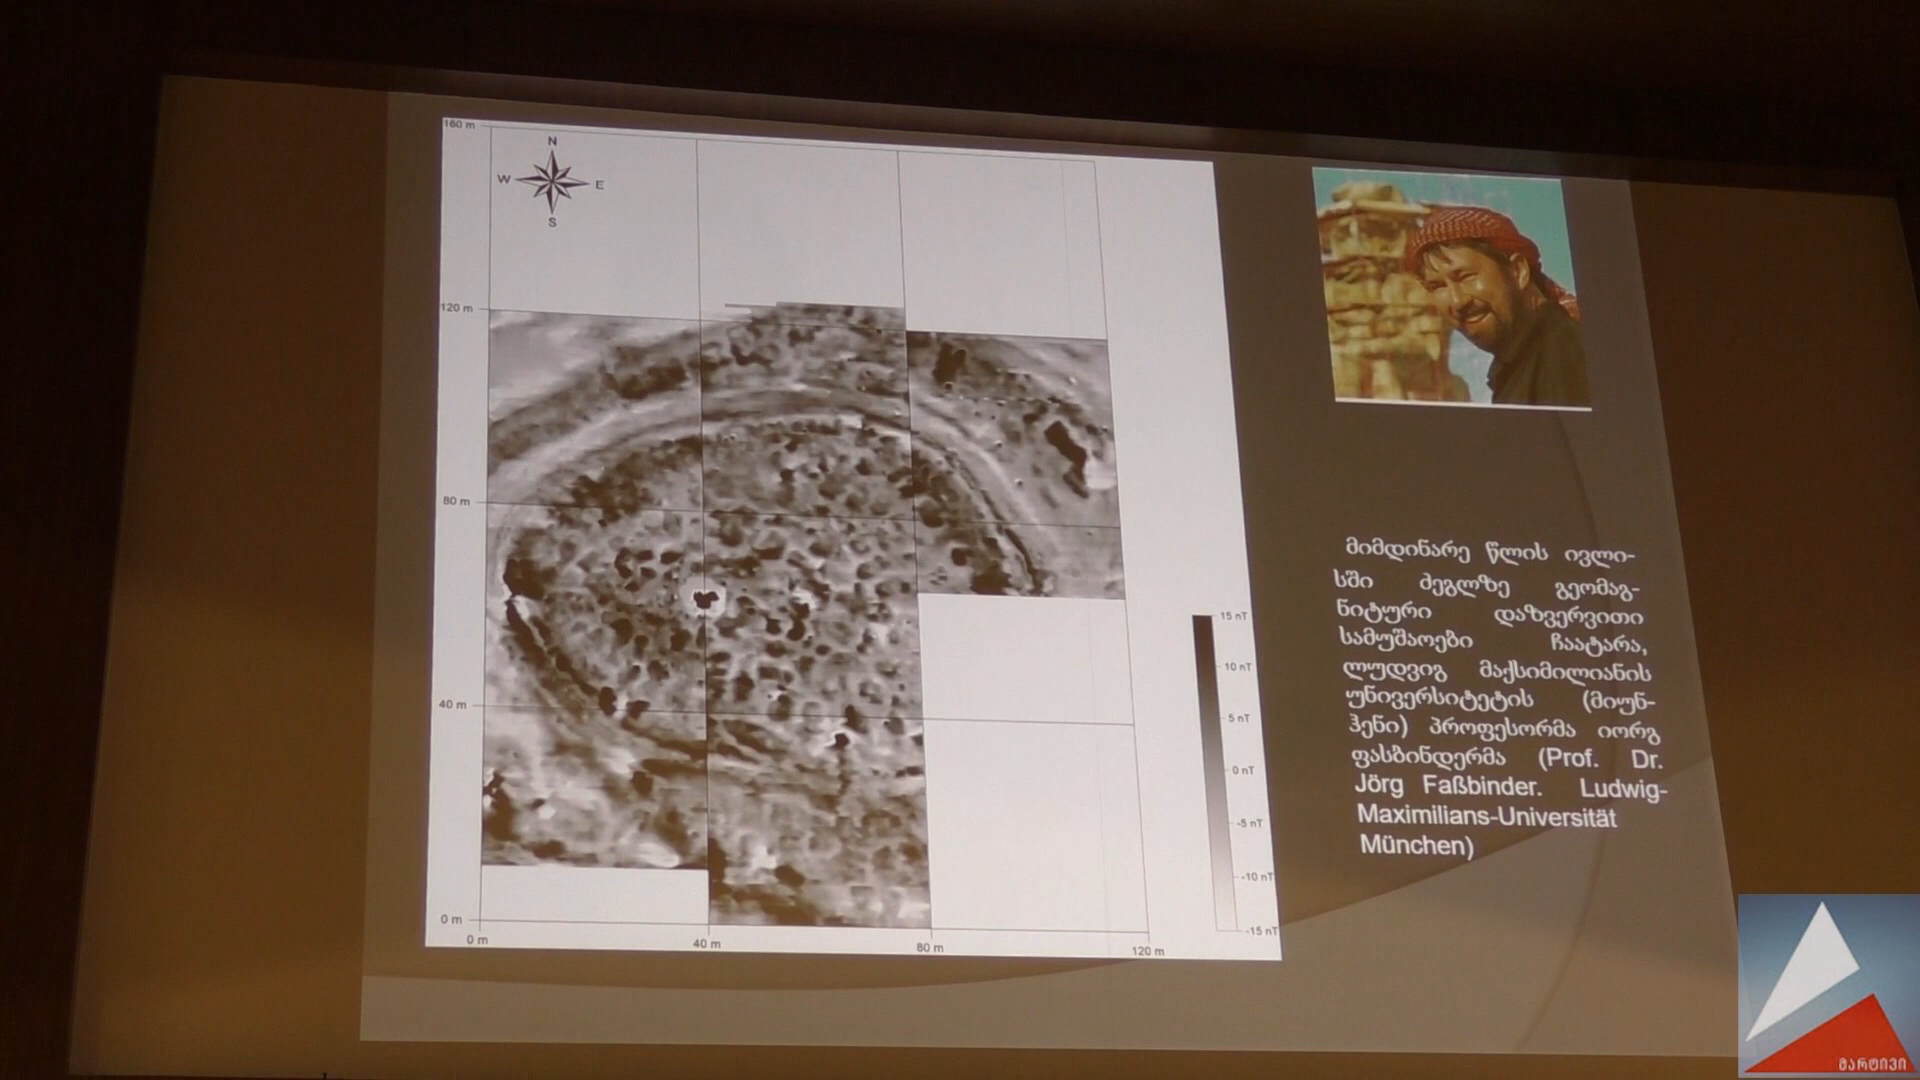 160 m
N
W E
S
120 m
80 m
40 m
0 m
0 m 40 m 80 m 120 m
15 nT
10 nT
5 nT
0 nT
-5 nT
-10 nT
-15 nT
მიმდინარე წლის ივლი-
სში ძეგლზე გეომაგ-
ნიტური დაზვერვითი
სამუშაოები ჩაატარა,
ლუდვიგ მაქსიმილიანის
უნივერსიტეტის (მიუნ-
ჰენი) პროფესორმა იორგ
ფასბინდერმა (Prof. Dr.
Jörg Faßbinder. Ludwig-
Maximilians-Universität
München)
მარტივი